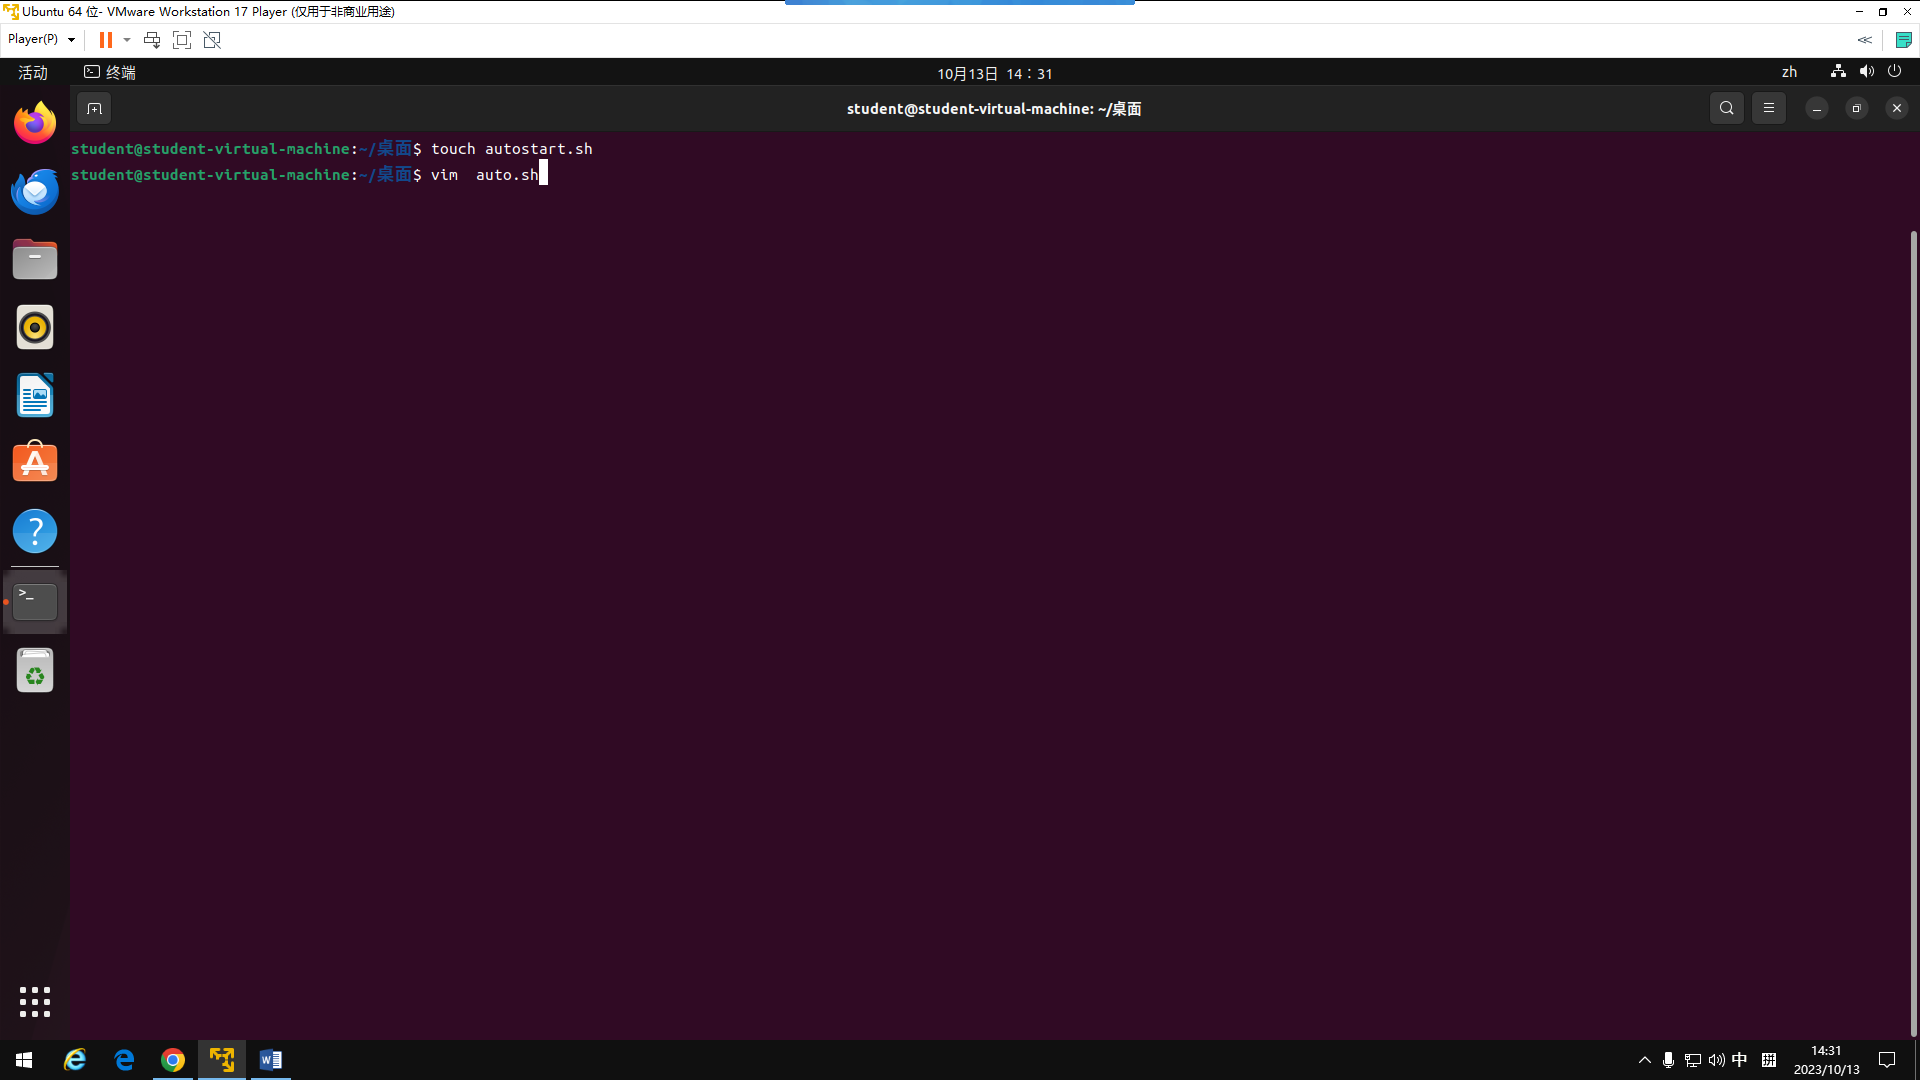 Ubuntu 64 位- VMware Workstation 17 Player (仅用于非商业用途)
Player(P)
活动 终端 10月13日 14：31 zh
student@student-virtual-machine: ~/桌面
student@student-virtual-machine:~/桌面$ touch autostart.sh
student@student-virtual-machine:~/桌面$ vim  auto.sh
中 14:31
2023/10/13